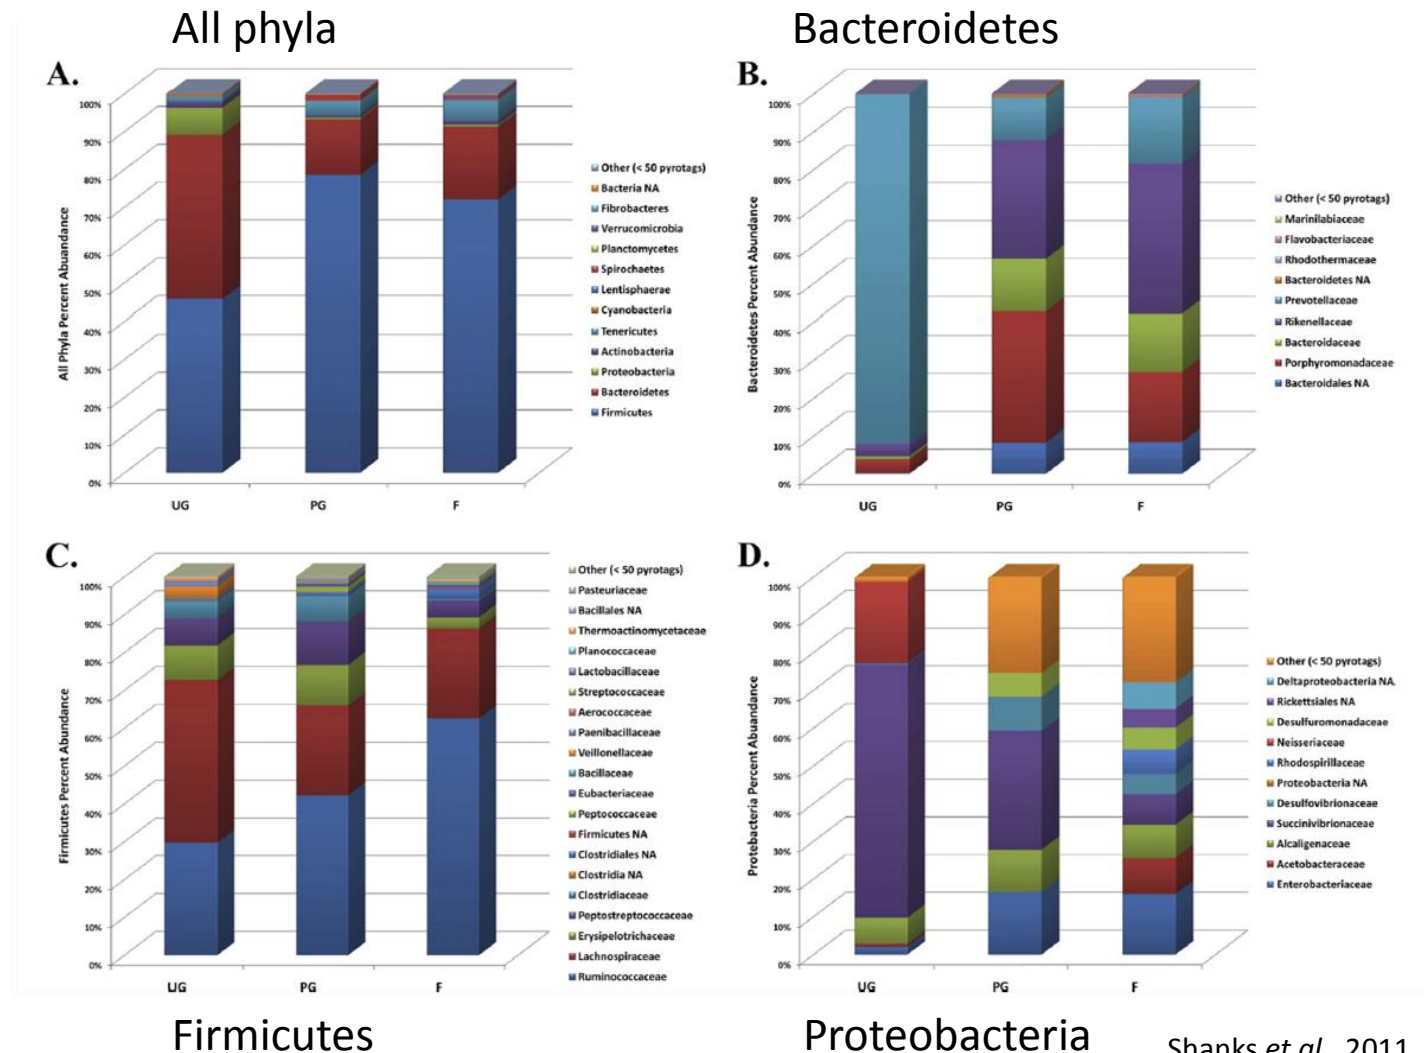 All phyla
Bacteroidetes
A.
All Phyla Percent Abuandance
100%
90%
80%
70%
60%
50%
40%
30%
20%
10%
0%
UG
PG
F
Other (< 50 pyrotags)
Bacteria NA
Fibrobacteres
Verrucomicrobia
Planctomycetes
Spirochaetes
Lentisphaerae
Cyanobacteria
Tenericutes
Actinobacteria
Proteobacteria
Bacteroidetes
Firmicutes
B.
Bacteroidetes Percent Abundance
100%
90%
80%
70%
60%
50%
40%
30%
20%
10%
0%
UG
PG
F
Other (< 50 pyrotags)
Marinilabiaceae
Flavobacteriaceae
Rhodothermaceae
Bacteroidetes NA
Prevotellaceae
Rikenellaceae
Bacteroidaceae
Porphyromonadaceae
Bacteroidales NA
C.
Firmicutes Percent Abundance
100%
90%
80%
70%
60%
50%
40%
30%
20%
10%
0%
UG
PG
F
Other (< 50 pyrotags)
Pasteuriaceae
Bacillales NA
Thermoactinomycetaceae
Planococcaceae
Lactobacillaceae
Streptococcaceae
Aerococcaceae
Paenibacillaceae
Veillonellaceae
Bacillaceae
Eubacteriaceae
Peptococcaceae
Firmicutes NA
Clostridiales NA
Clostridia NA
Clostridiaceae
Peptostreptococcaceae
Erysipelotrichaceae
Lachnospiraceae
Ruminococcaceae
D.
Protebacteria Percent Abundance
100%
90%
80%
70%
60%
50%
40%
30%
20%
10%
0%
UG
PG
F
Other (< 50 pyrotags)
Deltaproteobacteria NA.
Rickettsiales NA
Desulfuromonadaceae
Neisseriaceae
Rhodospirillaceae
Proteobacteria NA
Desulfovibrionaceae
Succinivibrionaceae
Alcaligenaceae
Acetobacteraceae
Enterobacteriaceae
Firmicutes
Proteobacteria
Shanks et al., 2011